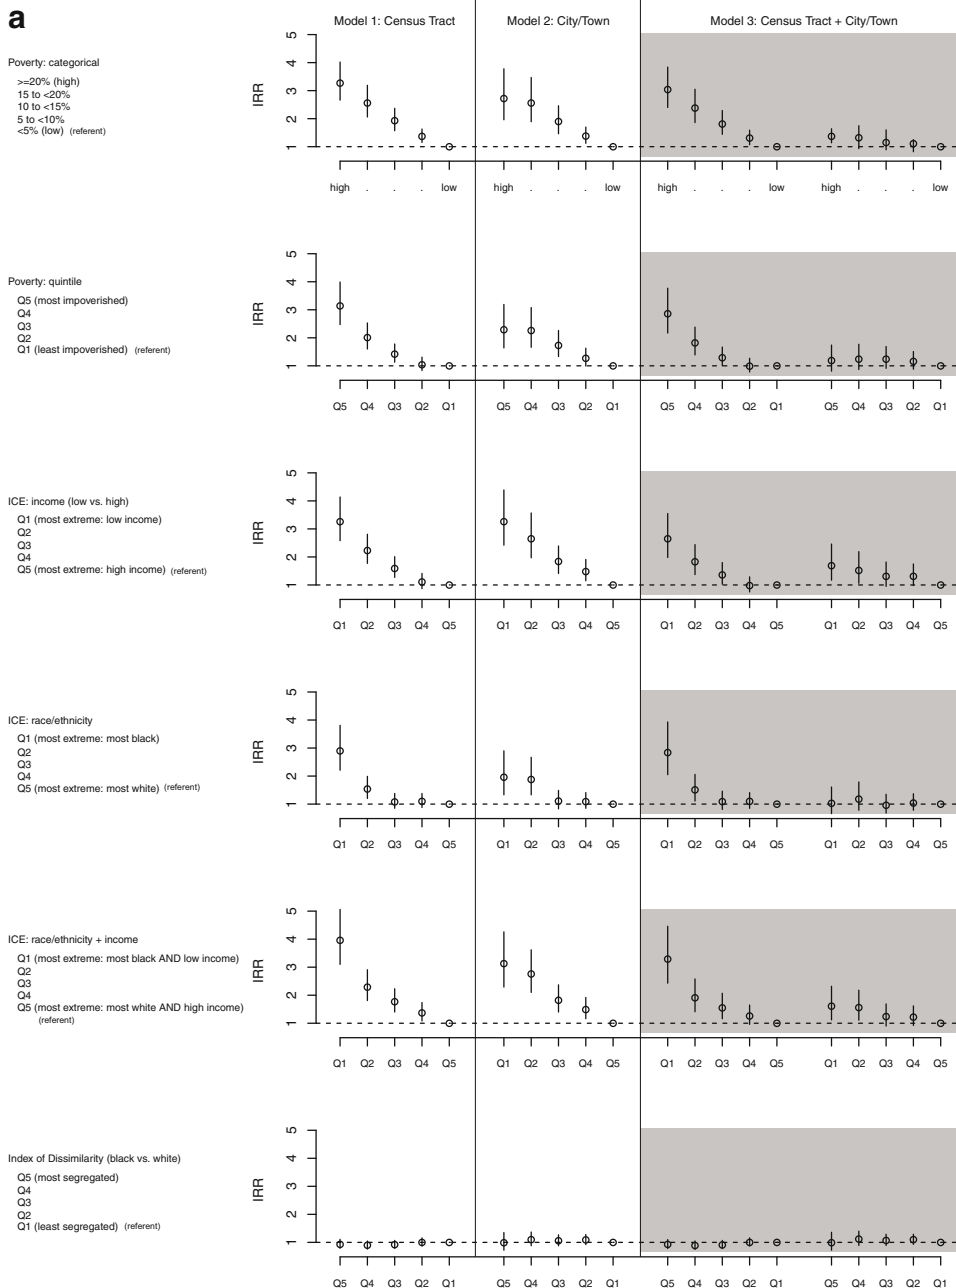 a
Model 1: Census Tract
Model 2: City/Town
Model 3: Census Tract + City/Town
Poverty: categorical
>=20% (high)
15 to <20%
10 to <15%
5 to <10%
<5% (low) (referent)
IRR
5
4
3
2
1
high . . . low
high . . . low
high . . . low
high . . . low
Poverty: quintile
Q5 (most impoverished)
Q4
Q3
Q2
Q1 (least impoverished) (referent)
IRR
5
4
3
2
1
Q5 Q4 Q3 Q2 Q1
Q5 Q4 Q3 Q2 Q1
Q5 Q4 Q3 Q2 Q1
Q5 Q4 Q3 Q2 Q1
ICE: income (low vs. high)
Q1 (most extreme: low income)
Q2
Q3
Q4
Q5 (most extreme: high income) (referent)
IRR
5
4
3
2
1
Q1 Q2 Q3 Q4 Q5
Q1 Q2 Q3 Q4 Q5
Q1 Q2 Q3 Q4 Q5
Q1 Q2 Q3 Q4 Q5
ICE: race/ethnicity
Q1 (most extreme: most black)
Q2
Q3
Q4
Q5 (most extreme: most white) (referent)
IRR
5
4
3
2
1
Q1 Q2 Q3 Q4 Q5
Q1 Q2 Q3 Q4 Q5
Q1 Q2 Q3 Q4 Q5
Q1 Q2 Q3 Q4 Q5
ICE: race/ethnicity + income
Q1 (most extreme: most black AND low income)
Q2
Q3
Q4
Q5 (most extreme: most white AND high income)
(referent)
IRR
5
4
3
2
1
Q1 Q2 Q3 Q4 Q5
Q1 Q2 Q3 Q4 Q5
Q1 Q2 Q3 Q4 Q5
Q1 Q2 Q3 Q4 Q5
Index of Dissimilarity (black vs. white)
Q5 (most segregated)
Q4
Q3
Q2
Q1 (least segregated) (referent)
IRR
5
4
3
2
1
Q5 Q4 Q3 Q2 Q1
Q5 Q4 Q3 Q2 Q1
Q5 Q4 Q3 Q2 Q1
Q5 Q4 Q3 Q2 Q1